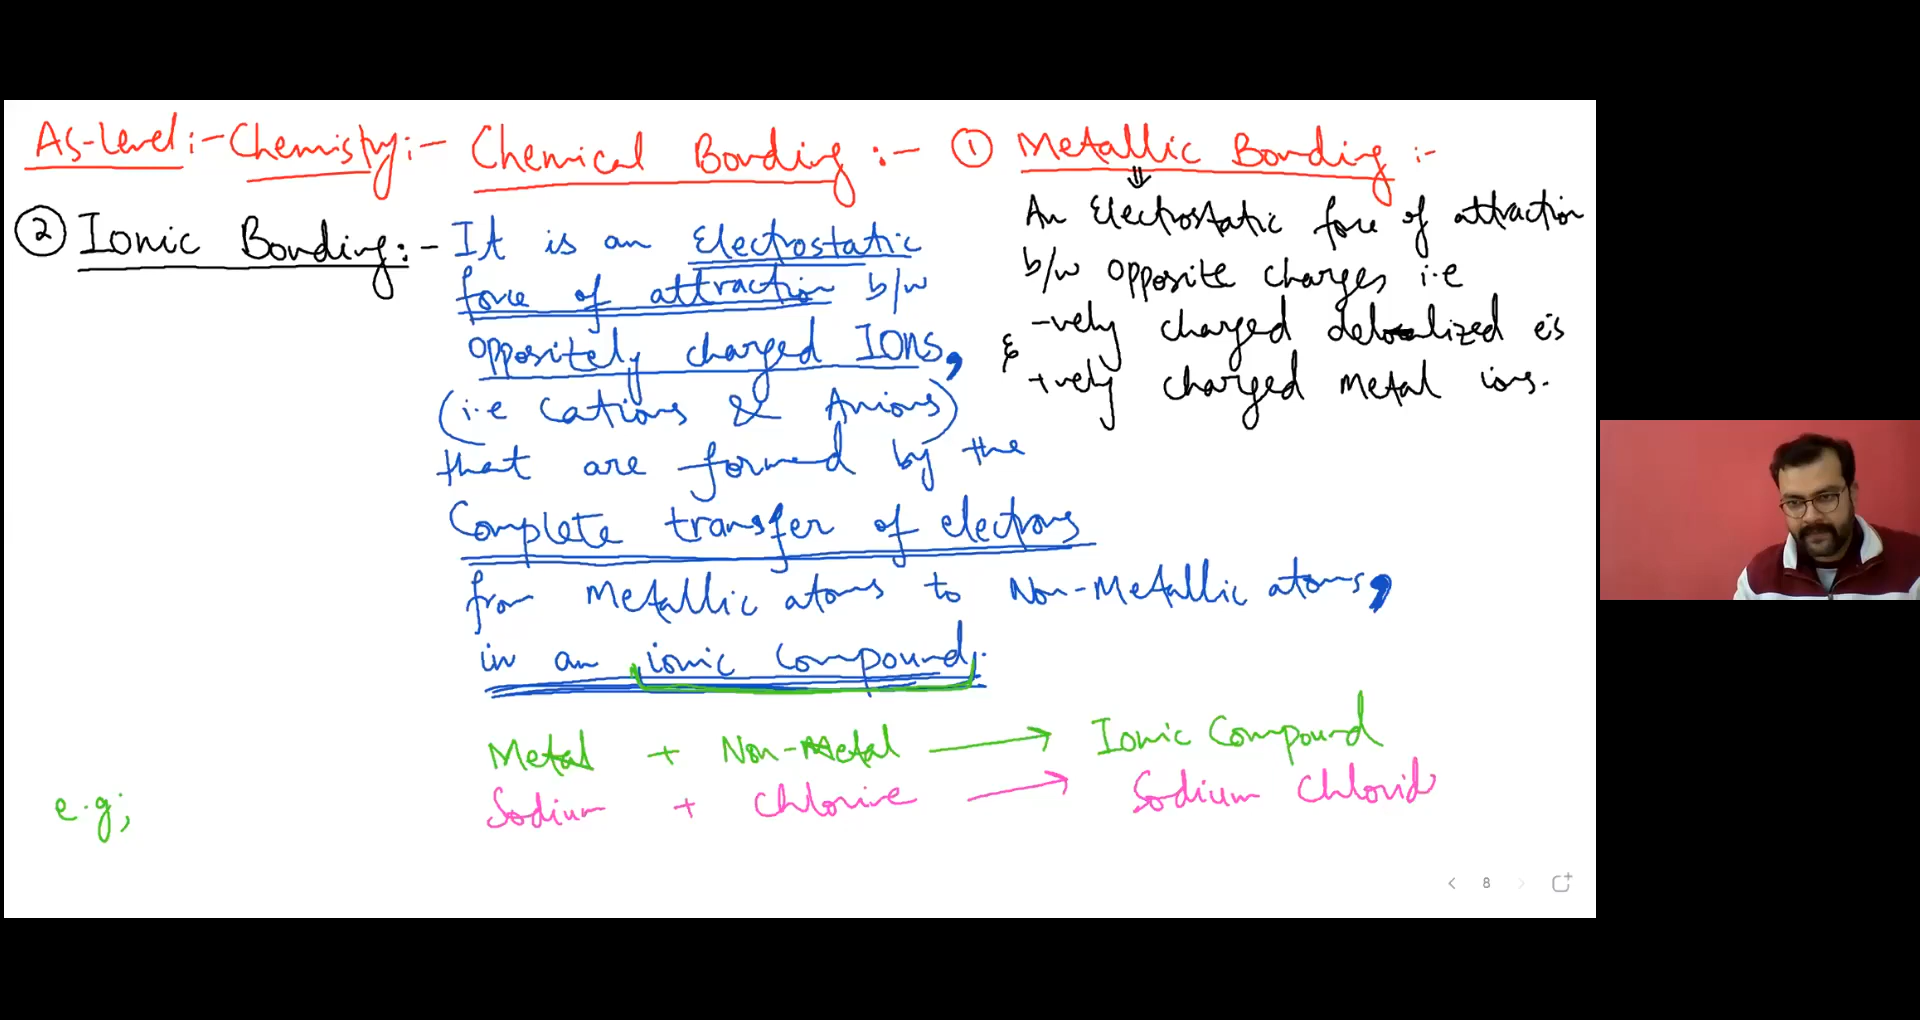 As-Level:- Chemistry:- Chemical Bonding :- ① Metallic Bonding :-
⇓
An Electrostatic force of attraction
b/w opposite charges i.e
-vely charged delocalized e's
& +vely charged metal ions.
② Ionic Bonding:- It is an Electrostatic
force of attraction b/w
oppositely charged IONs,
(i.e Cations & Anions)
that are formed by the
Complete transfer of electrons
from Metallic atoms to Non-Metallic atoms,
in an ionic Compound.
Metal + Non-Metal → Ionic Compound
e.g; Sodium + Chlorine → Sodium Chlorid
< 8 >